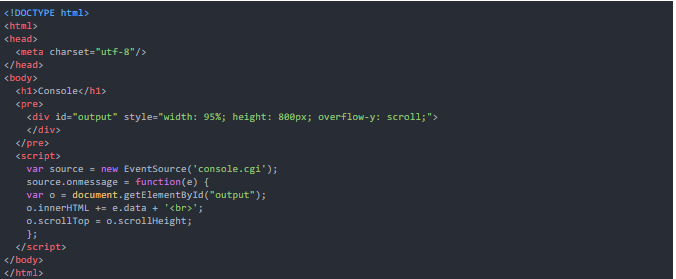 <!DOCTYPE html>
<html>
<head>
  <meta charset="utf-8"/>
</head>
<body>
  <h1>Console</h1>
  <pre>
    <div id="output" style="width: 95%; height: 800px; overflow-y: scroll;">
    </div>
  </pre>
  <script>
    var source = new EventSource('console.cgi');
    source.onmessage = function(e) {
    var o = document.getElementById("output");
    o.innerHTML += e.data + '<br>';
    o.scrollTop = o.scrollHeight;
    };
  </script>
</body>
</html>